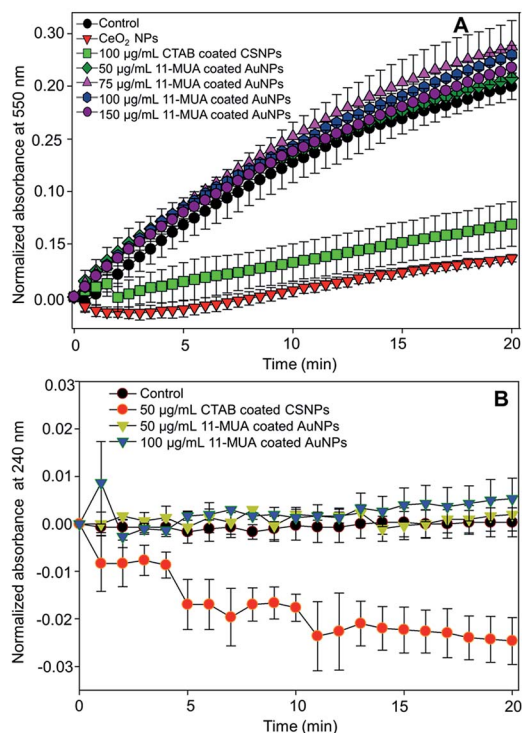 A
Control
CeO₂ NPs
100 µg/mL CTAB coated CSNPs
50 µg/mL 11-MUA coated AuNPs
75 µg/mL 11-MUA coated AuNPs
100 µg/mL 11-MUA coated AuNPs
150 µg/mL 11-MUA coated AuNPs
Normalized absorbance at 550 nm
0.30
0.20
0.25
0.10
0.15
0.00
0 5 10 15 20
Time (min)
B
Control
50 µg/mL CTAB coated CSNPs
50 µg/mL 11-MUA coated AuNPs
100 µg/mL 11-MUA coated AuNPs
Normalized absorbance at 240 nm
0.03
0.02
0.01
0.00
-0.01
-0.02
-0.03
0 5 10 15 20
Time (min)